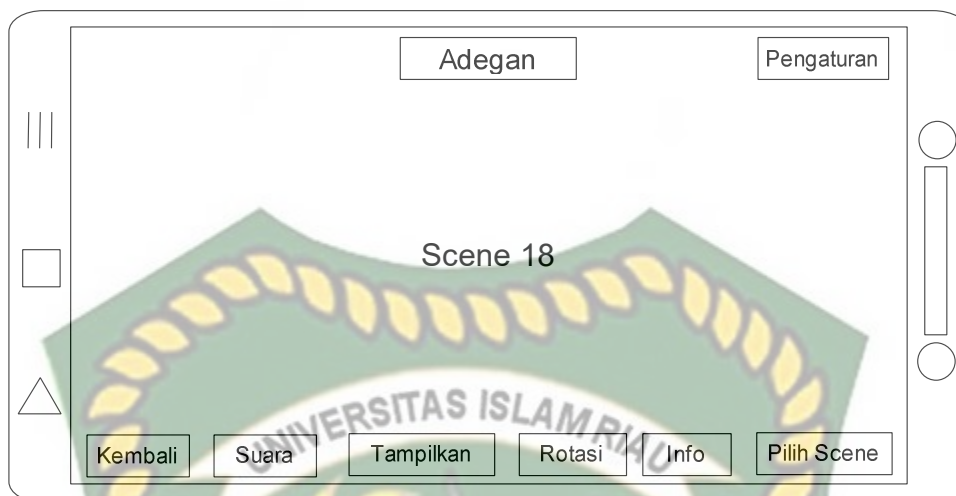 Adegan
Pengaturan
Scene 18
UNIVERSITAS ISLAM RIAU
Kembali
Suara
Tampilkan
Rotasi
Info
Pilih Scene